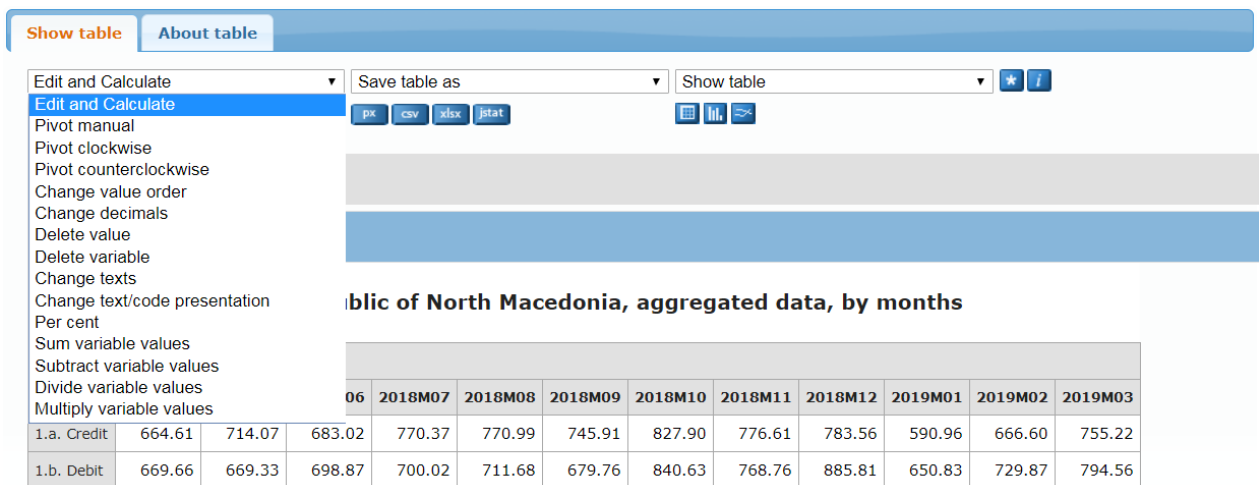 Show table About table
Edit and Calculate Save table as Show table
Edit and Calculate
px csv xlsx jstat
Pivot manual
Pivot clockwise
Pivot counterclockwise
Change value order
Change decimals
Delete value
Delete variable
Change texts
Change text/code presentation
of North Macedonia, aggregated data, by months
Per cent
Sum variable values
Subtract variable values
Divide variable values
06 2018M07 2018M08 2018M09 2018M10 2018M11 2018M12 2019M01 2019M02 2019M03
Multiply variable values
1.a. Credit 664.61 714.07 683.02 770.37 770.99 745.91 827.90 776.61 783.56 590.96 666.60 755.22
1.b. Debit 669.66 669.33 698.87 700.02 711.68 679.76 840.63 768.76 885.81 650.83 729.87 794.56